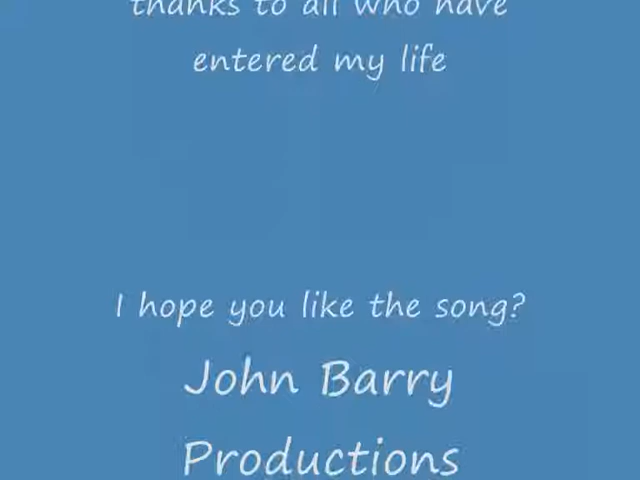 thanks to all who have
entered my life
I hope you like the song?
John Barry
Productions